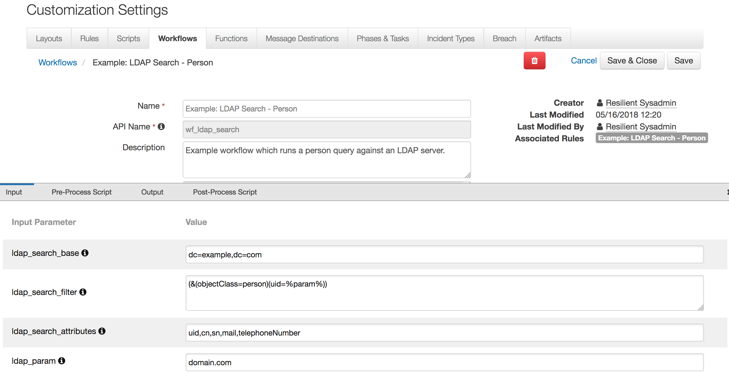 Customization Settings
Layouts Rules Scripts Workflows Functions Message Destinations Phases & Tasks Incident Types Breach Artifacts
Workflows / Example: LDAP Search - Person Cancel Save & Close Save
Name * Example: LDAP Search - Person
API Name * wf_ldap_search
Description Example workflow which runs a person query against an LDAP server.
Creator Resilient Sysadmin
Last Modified 05/16/2018 12:20
Last Modified By Resilient Sysadmin
Associated Rules Example: LDAP Search - Person
Input Pre-Process Script Output Post-Process Script
Input Parameter Value
ldap_search_base dc=example,dc=com
ldap_search_filter (&(objectClass=person)(uid=%param%))
ldap_search_attributes uid,cn,sn,mail,telephoneNumber
ldap_param domain.com